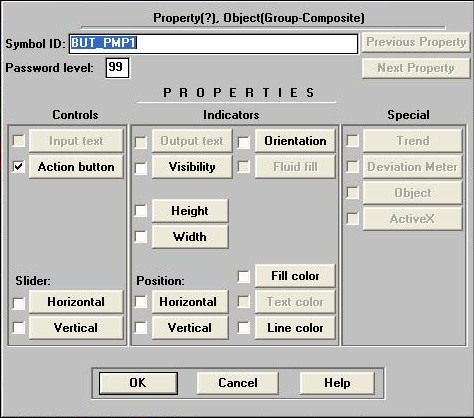 Property(?), Object(Group-Composite)
Symbol ID: BUT_PMP1 Previous Property
Password level: 99 Next Property
P R O P E R T I E S
Controls Indicators Special
Input text Output text Orientation Trend
Action button Visibility Fluid fill Deviation Meter
Object
Height ActiveX
Width
Slider: Position: Fill color
Horizontal Horizontal Text color
Vertical Vertical Line color
OK Cancel Help